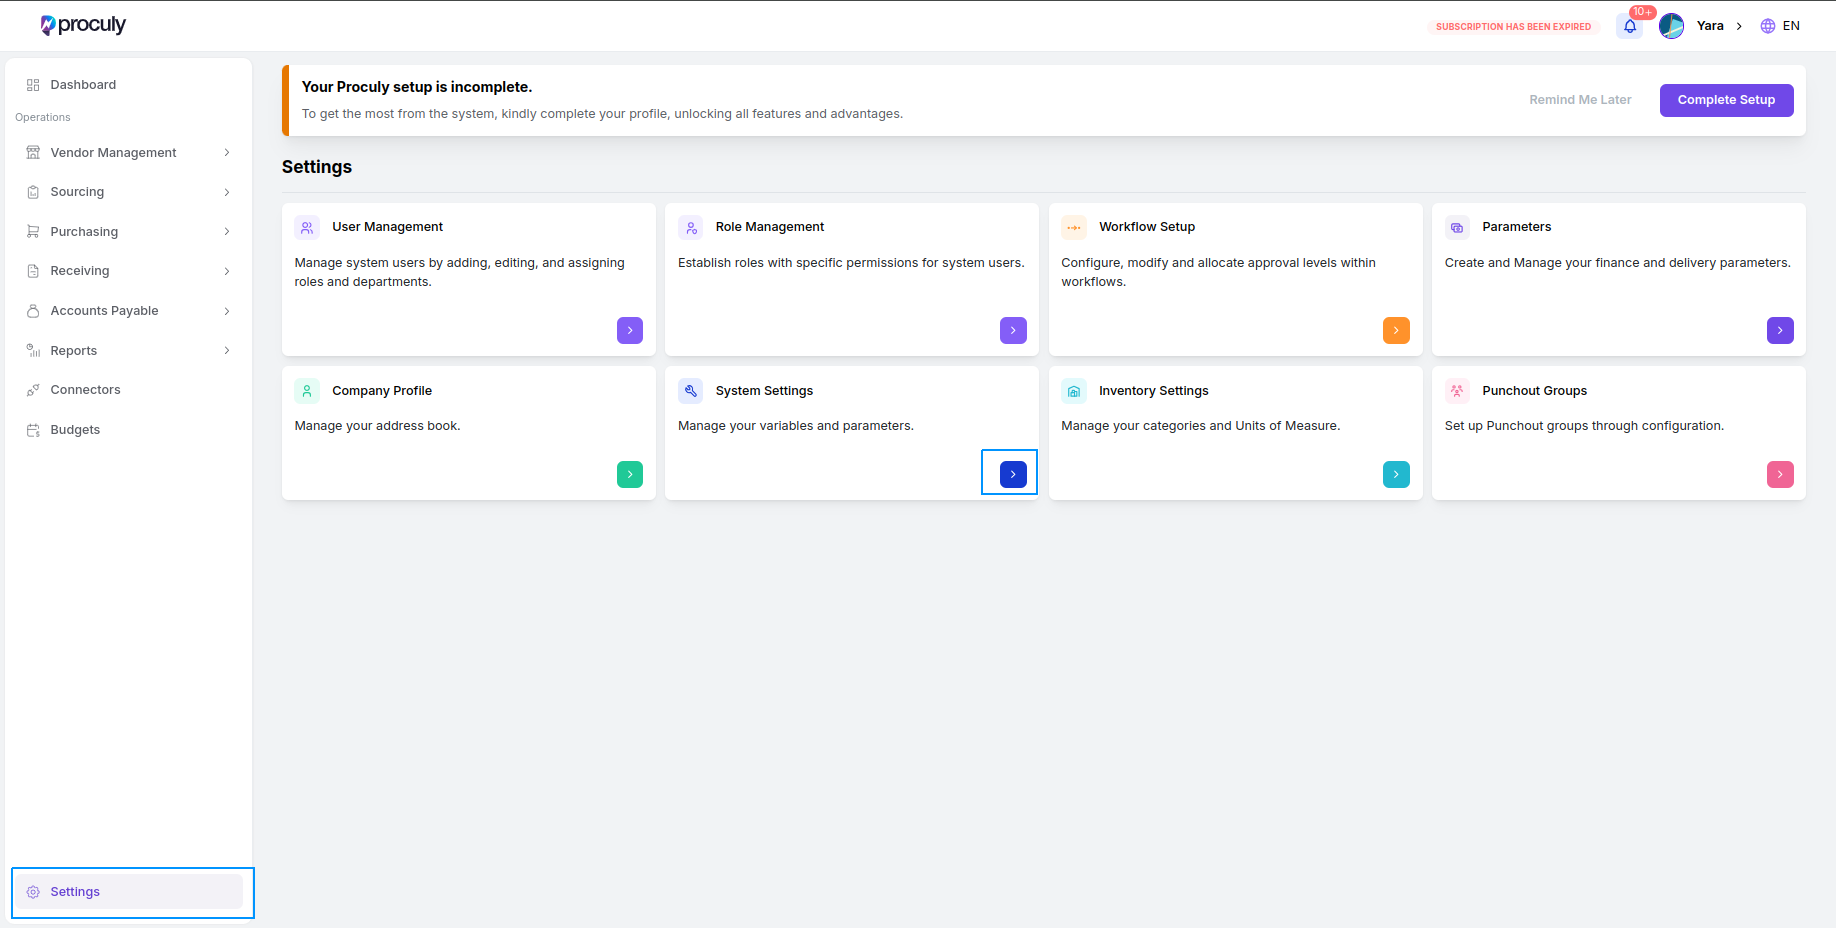 proculy
SUBSCRIPTION HAS BEEN EXPIRED
10+
Yara
EN
Dashboard
Operations
Vendor Management
Sourcing
Purchasing
Receiving
Accounts Payable
Reports
Connectors
Budgets
Settings
Your Proculy setup is incomplete.
To get the most from the system, kindly complete your profile, unlocking all features and advantages.
Remind Me Later
Complete Setup
Settings
User Management
Manage system users by adding, editing, and assigning
roles and departments.
Role Management
Establish roles with specific permissions for system users.
Workflow Setup
Configure, modify and allocate approval levels within
workflows.
Parameters
Create and Manage your finance and delivery parameters.
Company Profile
Manage your address book.
System Settings
Manage your variables and parameters.
Inventory Settings
Manage your categories and Units of Measure.
Punchout Groups
Set up Punchout groups through configuration.